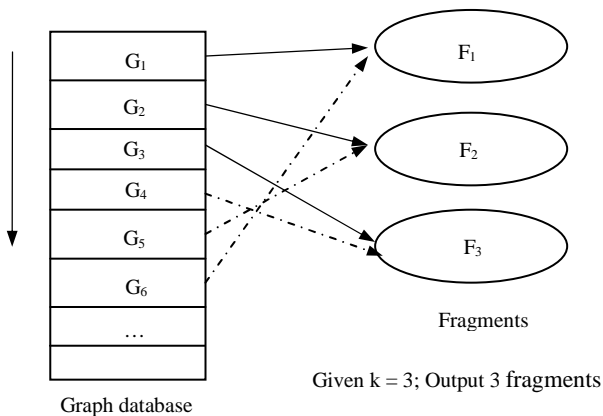 G₁
G₂
G₃
G₄
G₅
G₆
…
Graph database
F₁
F₂
F₃
Fragments
Given k = 3; Output 3 fragments